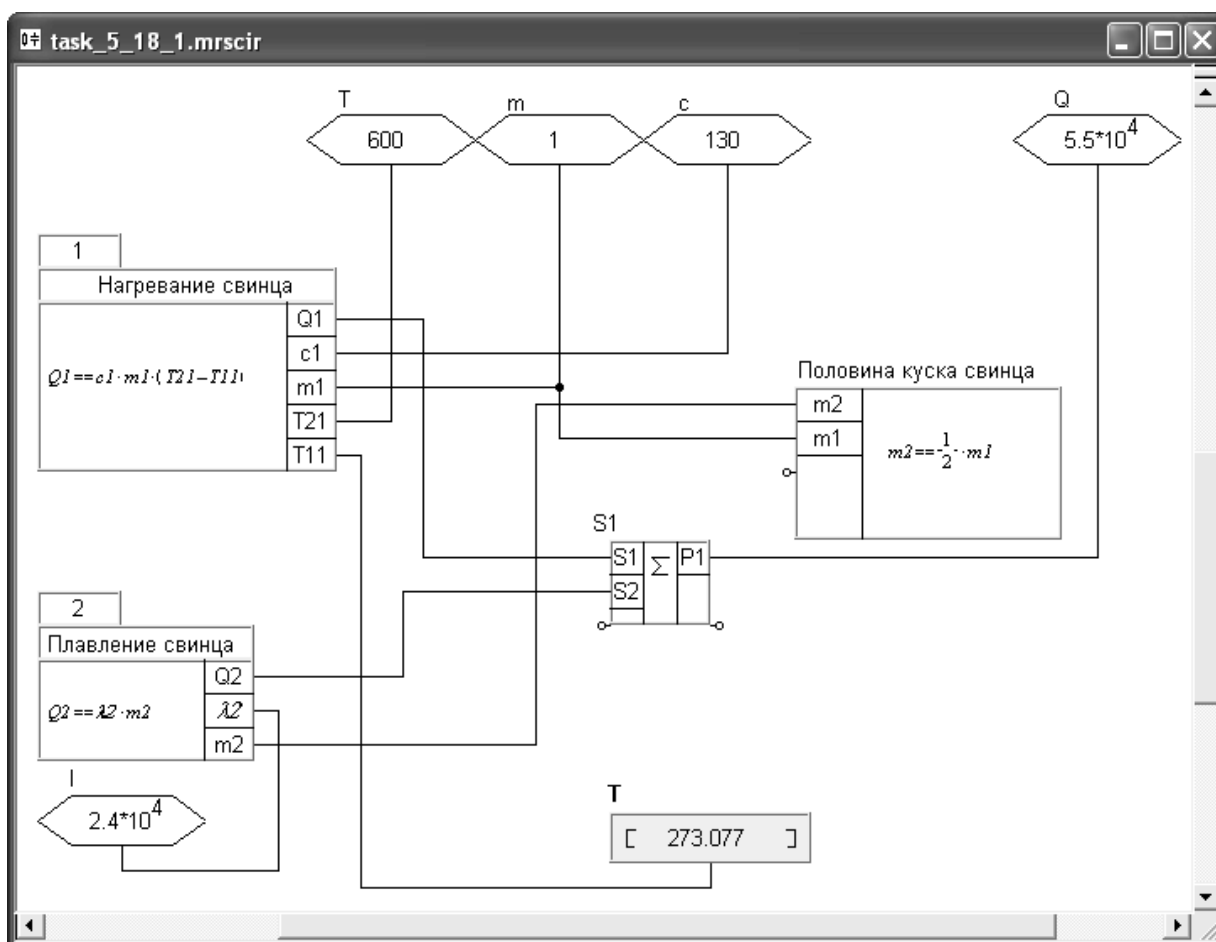 task_5_18_1.mrscir
T
m
c
Q
600
1
130
5.5*10^4
1
Нагревание свинца
Q1==c1·m1·(T21−T11)
Q1
c1
m1
T21
T11
Половина куска свинца
m2
m1
m2==1/2·m1
S1
S1
S2
Σ
P1
2
Плавление свинца
Q2==λ2·m2
Q2
λ2
m2
l
2.4*10^4
T
[ 273.077 ]